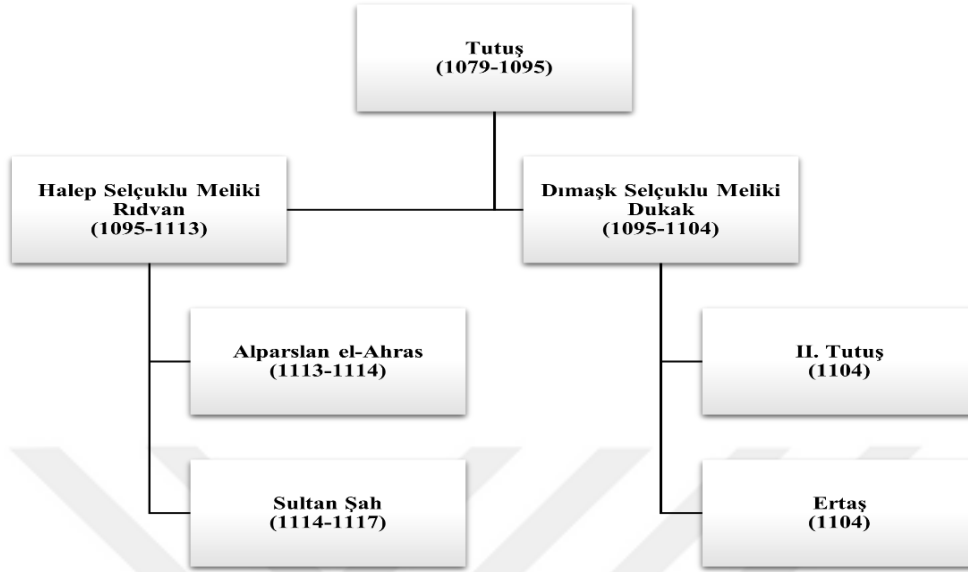 Tutuş
(1079-1095)
Halep Selçuklu Meliki
Rıdvan
(1095-1113)
Dımaşk Selçuklu Meliki
Dukak
(1095-1104)
Alparslan el-Ahras
(1113-1114)
II. Tutuş
(1104)
Sultan Şah
(1114-1117)
Ertaş
(1104)